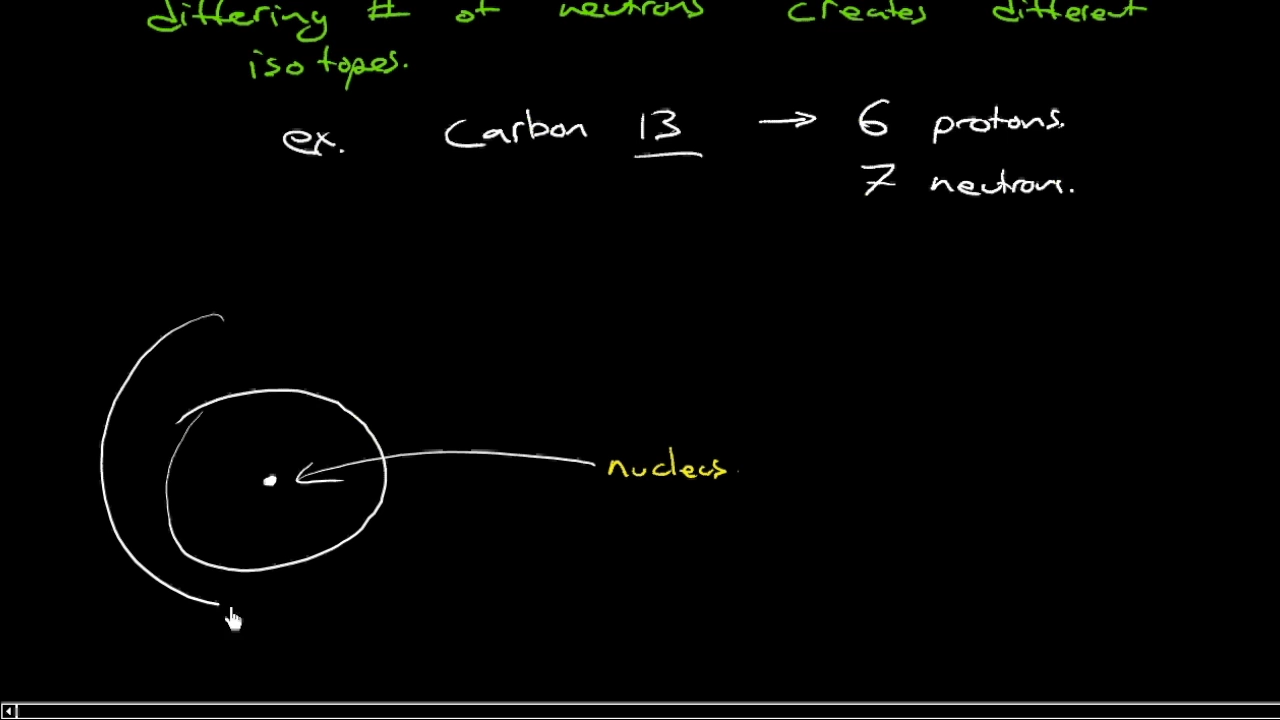 differing # of neutrons creates different
isotopes.
ex. Carbon 13 → 6 protons.
7 neutrons.
nucleus